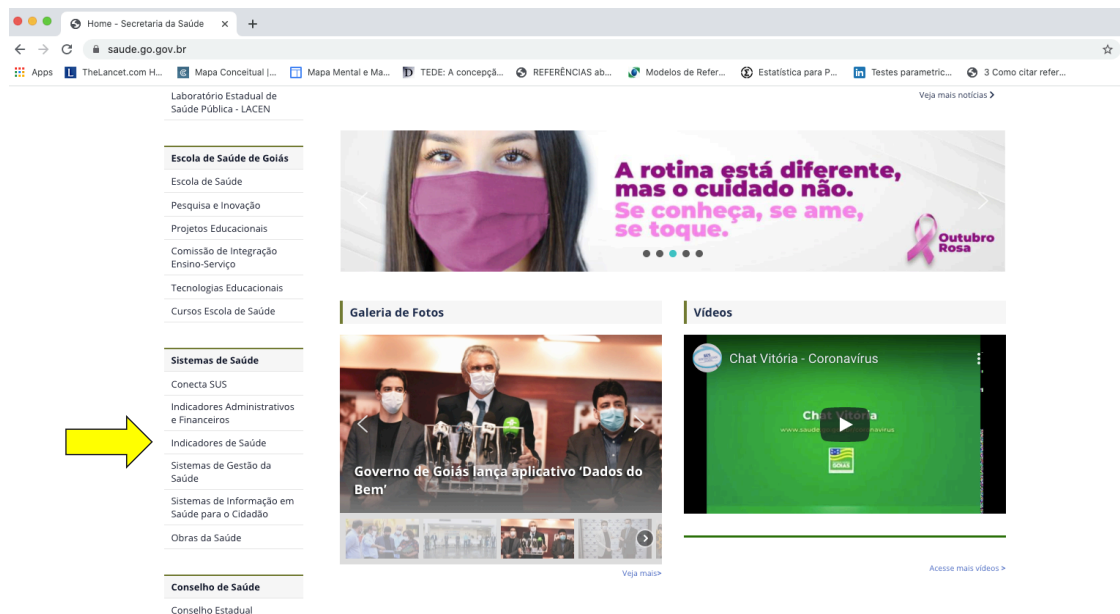 Home - Secretaria da Saúde
saude.go.gov.br
Apps
TheLancet.com H...
Mapa Conceitual |...
Mapa Mental e Ma...
TEDE: A concepçã...
REFERÊNCIAS ab...
Modelos de Refer...
Estatística para P...
Testes parametric...
3 Como citar refer...
Laboratório Estadual de
Saúde Pública - LACEN
Escola de Saúde de Goiás
Escola de Saúde
Pesquisa e Inovação
Projetos Educacionais
Comissão de Integração
Ensino-Serviço
Tecnologias Educacionais
Cursos Escola de Saúde
Sistemas de Saúde
Conecta SUS
Indicadores Administrativos
e Financeiros
Indicadores de Saúde
Sistemas de Gestão da
Saúde
Sistemas de Informação em
Saúde para o Cidadão
Obras da Saúde
Conselho de Saúde
Conselho Estadual
Veja mais notícias
A rotina está diferente,
mas o cuidado não.
Se conheça, se ame,
se toque.
Outubro
Rosa
Galeria de Fotos
Governo de Goiás lança aplicativo ‘Dados do
Bem’
Veja mais>
Vídeos
Chat Vitória - Coronavírus
Chat Vitória
Acesse mais vídeos >